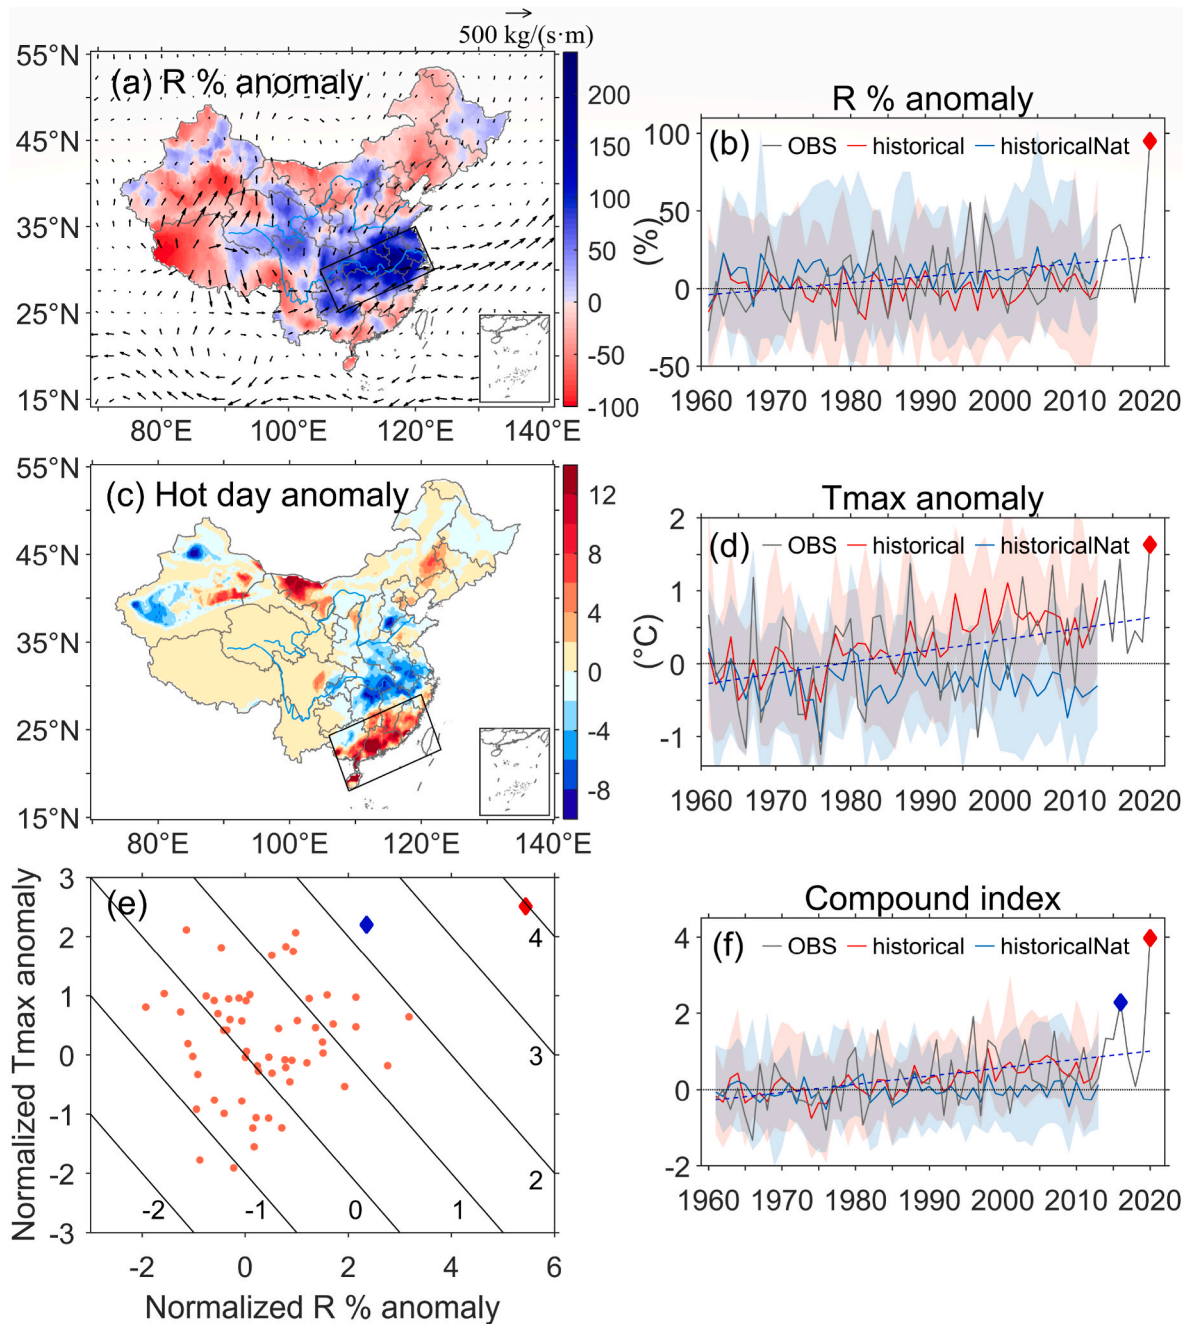 500 kg/(s·m)
(a) R % anomaly
55°N
45°N
35°N
25°N
15°N
80°E
100°E
120°E
140°E
200
150
100
50
0
-50
-100
R % anomaly
(b)
OBS
historical
historicalNat
(%)
100
50
0
-50
1960
1970
1980
1990
2000
2010
2020
(c) Hot day anomaly
55°N
45°N
35°N
25°N
15°N
80°E
100°E
120°E
140°E
12
8
4
0
-4
-8
Tmax anomaly
(d)
OBS
historical
historicalNat
(°C)
2
1
0
-1
1960
1970
1980
1990
2000
2010
2020
(e)
Normalized Tmax anomaly
3
2
1
0
-1
-2
-3
4
3
2
-2
-1
0
1
-2
0
2
4
6
Normalized R % anomaly
Compound index
(f)
OBS
historical
historicalNat
4
2
0
-2
1960
1970
1980
1990
2000
2010
2020